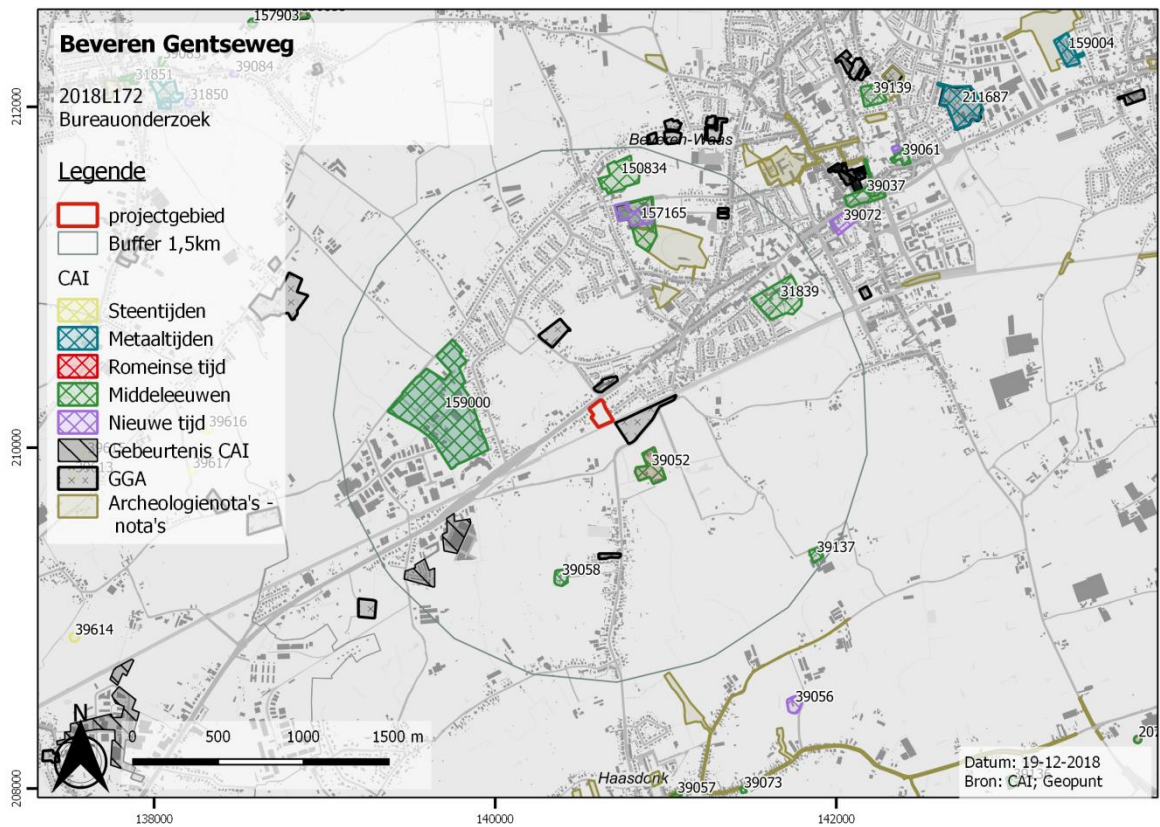 Beveren Gentseweg
2018L172
Bureauonderzoek
Legende
projectgebied
Buffer 1,5km
CAI
Steentijden
Metaaltijden
Romeinse tijd
Middeleeuwen
Nieuwe tijd
Gebeurtenis CAI
GGA
Archeologienota's -
nota's
157903
39084
31851
31850
39616
39617
39613
39614
159004
39139
211687
Beveren-Waas
39061
150834
39037
157165
39072
31839
159000
39052
39137
39058
39056
Haasdonk
39057
39073
N
0 500 1000 1500 m
Datum: 19-12-2018
Bron: CAI; Geopunt
212000
210000
208000
138000
140000
142000